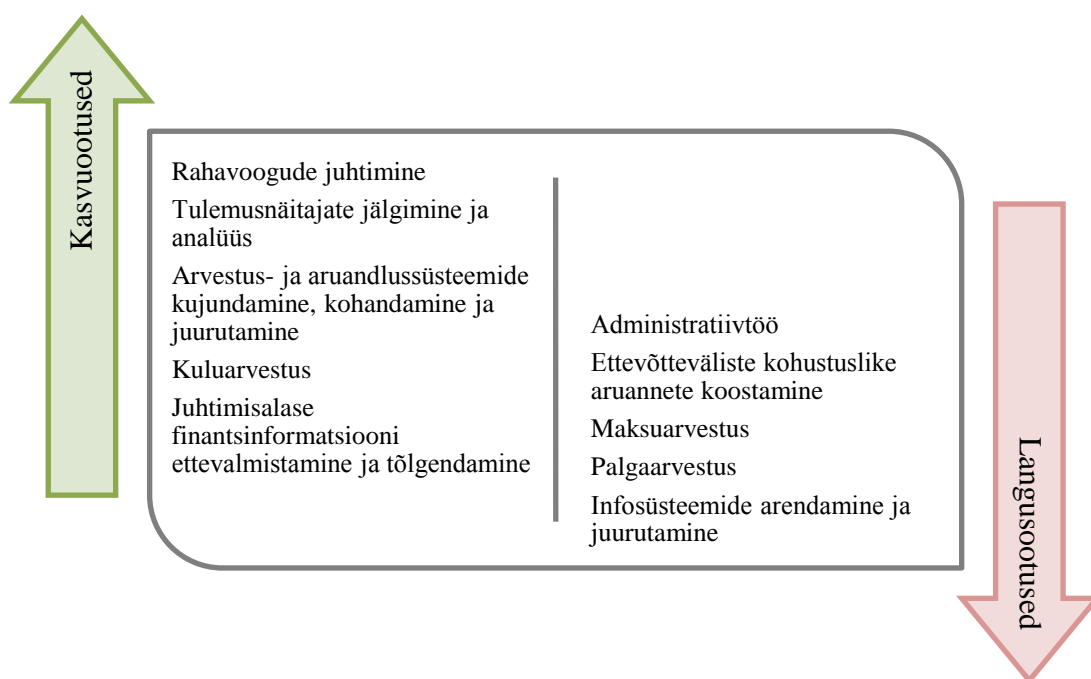 Kasvuootused
Rahavoogude juhtimine
Tulemusnäitajate jälgimine ja
analüüs
Arvestus- ja aruandlussüsteemide
kujundamine, kohandamine ja
juurutamine
Kuluarvestus
Juhtimisalase
finantsinformatsiooni
ettevalmistamine ja tõlgendamine
Administratiivtöö
Ettevõtteväliste kohustuslike
aruannete koostamine
Maksuarvestus
Palgaarvestus
Infosüsteemide arendamine ja
juurutamine
Langusootused